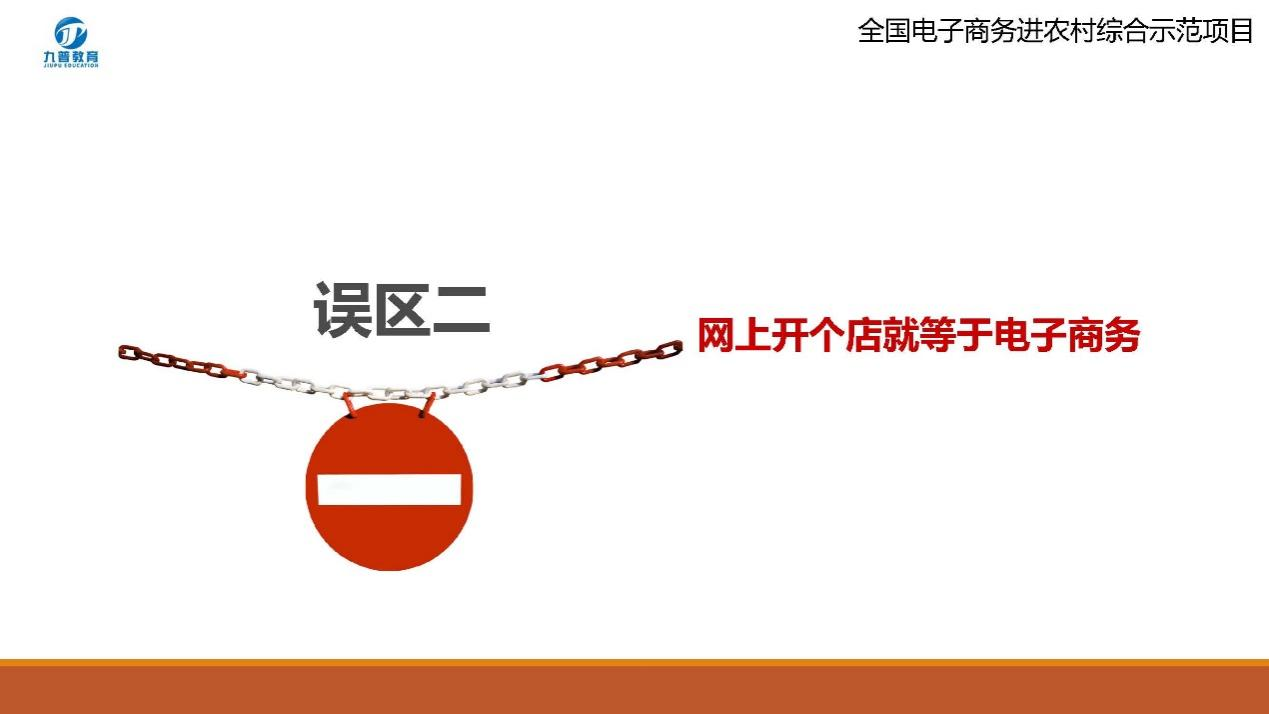 九普教育
JIUPU EDUCATION
全国电子商务进农村综合示范项目
误区二
网上开个店就等于电子商务